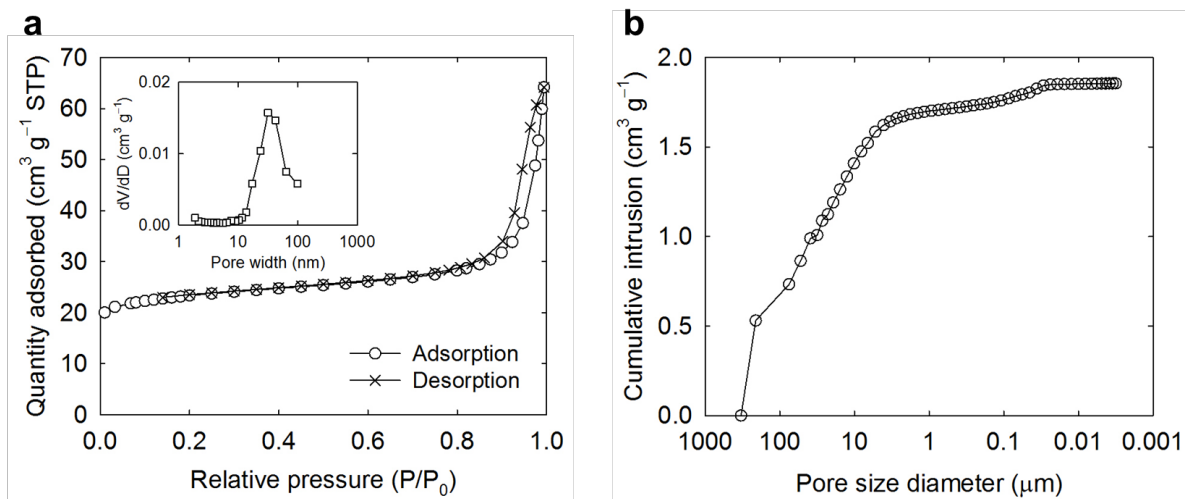 a
Quantity adsorbed (cm³ g⁻¹ STP)
70
60
50
40
30
20
10
0
0.0 0.2 0.4 0.6 0.8 1.0
Relative pressure (P/P₀)
dV/dD (cm³ g⁻¹)
0.02
0.01
0.00
1 10 100 1000
Pore width (nm)
Adsorption
Desorption
b
Cumulative intrusion (cm³ g⁻¹)
2.0
1.5
1.0
0.5
0.0
1000 100 10 1 0.1 0.01 0.001
Pore size diameter (μm)